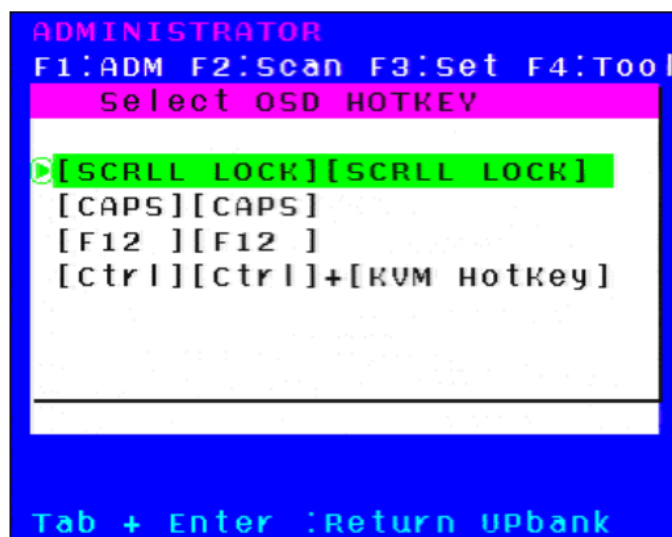 ADMINISTRATOR
F1:ADM F2:Scan F3:Set F4:Tool
Select OSD HOTKEY
[SCRLL LOCK][SCRLL LOCK]
[CAPS][CAPS]
[F12 ][F12 ]
[Ctrl][Ctrl]+[KVM HotKey]
Tab + Enter :Return UPbank